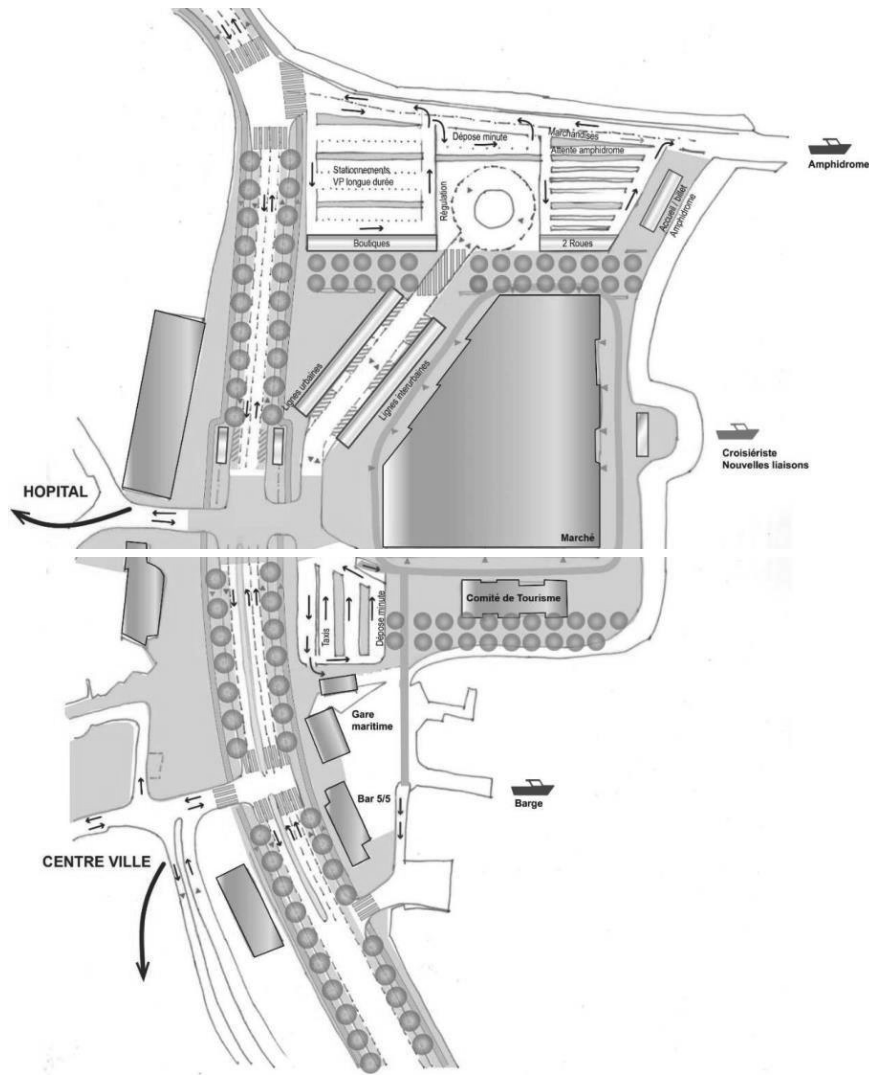 Marchandises
Dépose minute
Attente amphidrome
Amphidrome
Stationnements
VP longue durée
Régulation
Accueil / billet
Amphidrome
Boutiques
2 Roues
Lignes urbaines
Lignes interurbaines
Croisiériste
Nouvelles liaisons
HOPITAL
Marché
Comité de Tourisme
Taxis
Dépose minute
Gare
maritime
Bar 5/5
Barge
CENTRE VILLE